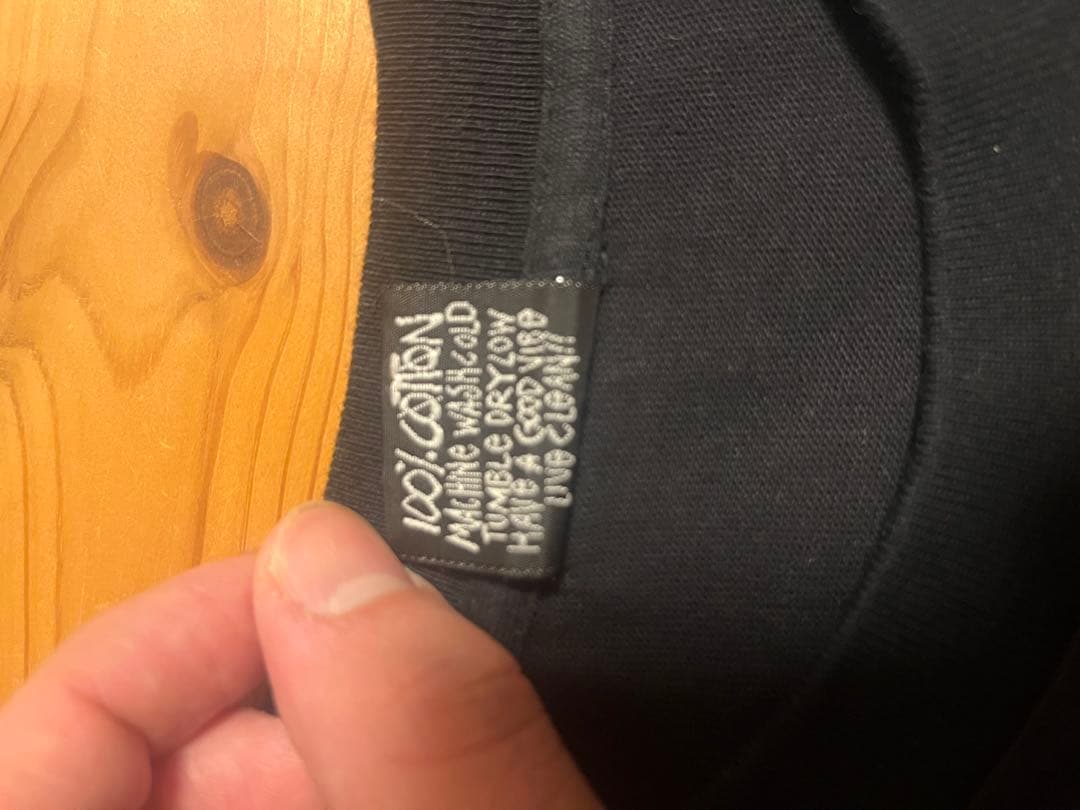 100% COTTON
MACHINE WASH COLD
TUMBLE DRY LOW
HAVE A GOOD VIBE
LIVE CLEAN!!